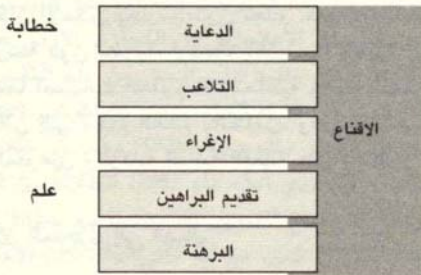 خطابة
الدعاية
التلاعب
الاقناع
الإغراء
علم
تقديم البراهين
البرهنة